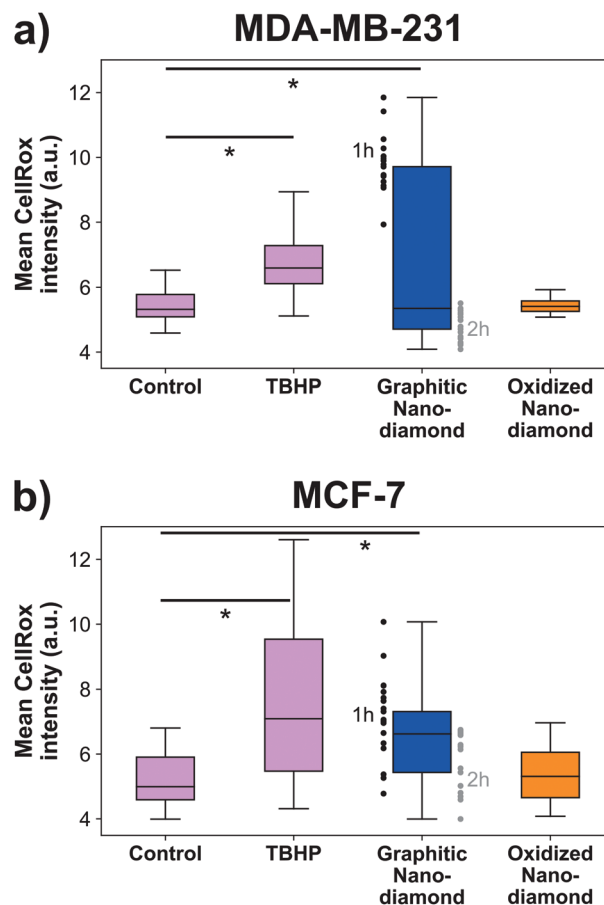 a) MDA-MB-231
Mean CellRox
intensity (a.u.)
12
10
8
6
4
*
*
1h
2h
Control
TBHP
Graphitic
Nano-
diamond
Oxidized
Nano-
diamond
b) MCF-7
Mean CellRox
intensity (a.u.)
12
10
8
6
4
*
*
1h
2h
Control
TBHP
Graphitic
Nano-
diamond
Oxidized
Nano-
diamond